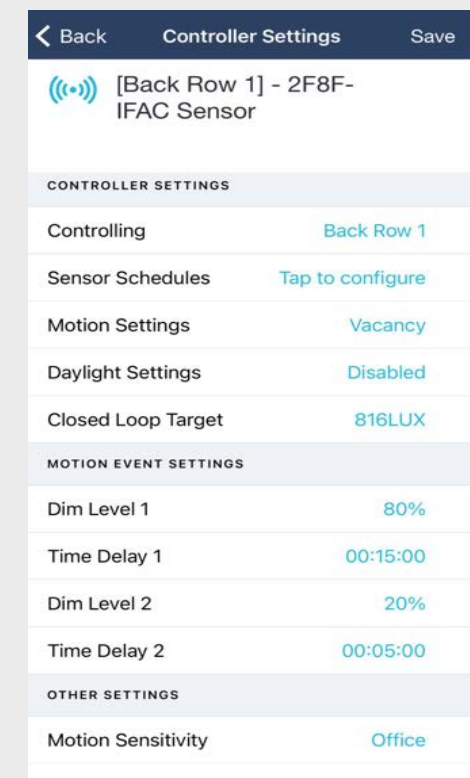 Back Controller Settings Save
[Back Row 1] - 2F8F-
IFAC Sensor
CONTROLLER SETTINGS
Controlling Back Row 1
Sensor Schedules Tap to configure
Motion Settings Vacancy
Daylight Settings Disabled
Closed Loop Target 816LUX
MOTION EVENT SETTINGS
Dim Level 1 80%
Time Delay 1 00:15:00
Dim Level 2 20%
Time Delay 2 00:05:00
OTHER SETTINGS
Motion Sensitivity Office